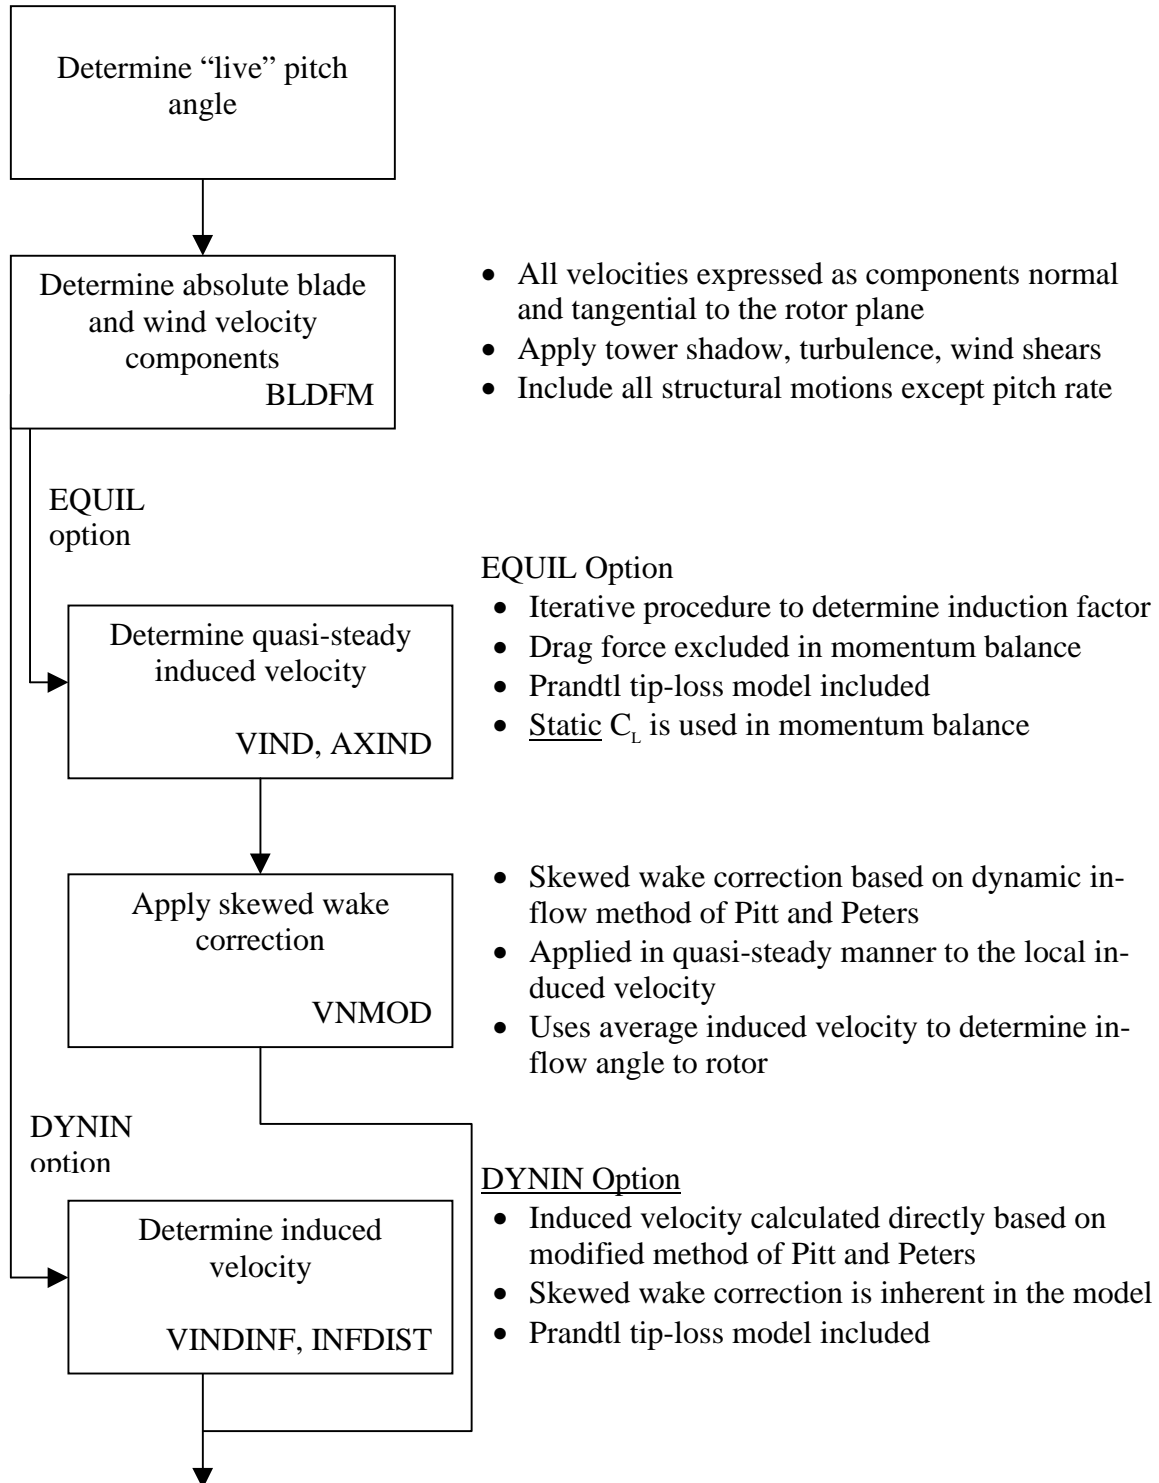 Determine “live” pitch
angle
Determine absolute blade
and wind velocity
components
BLDFM
• All velocities expressed as components normal
and tangential to the rotor plane
• Apply tower shadow, turbulence, wind shears
• Include all structural motions except pitch rate
EQUIL
option
Determine quasi-steady
induced velocity
VIND, AXIND
EQUIL Option
• Iterative procedure to determine induction factor
• Drag force excluded in momentum balance
• Prandtl tip-loss model included
• Static C_L is used in momentum balance
Apply skewed wake
correction
VNMOD
• Skewed wake correction based on dynamic in-
flow method of Pitt and Peters
• Applied in quasi-steady manner to the local in-
duced velocity
• Uses average induced velocity to determine in-
flow angle to rotor
DYNIN
option
Determine induced
velocity
VINDINF, INFDIST
DYNIN Option
• Induced velocity calculated directly based on
modified method of Pitt and Peters
• Skewed wake correction is inherent in the model
• Prandtl tip-loss model included